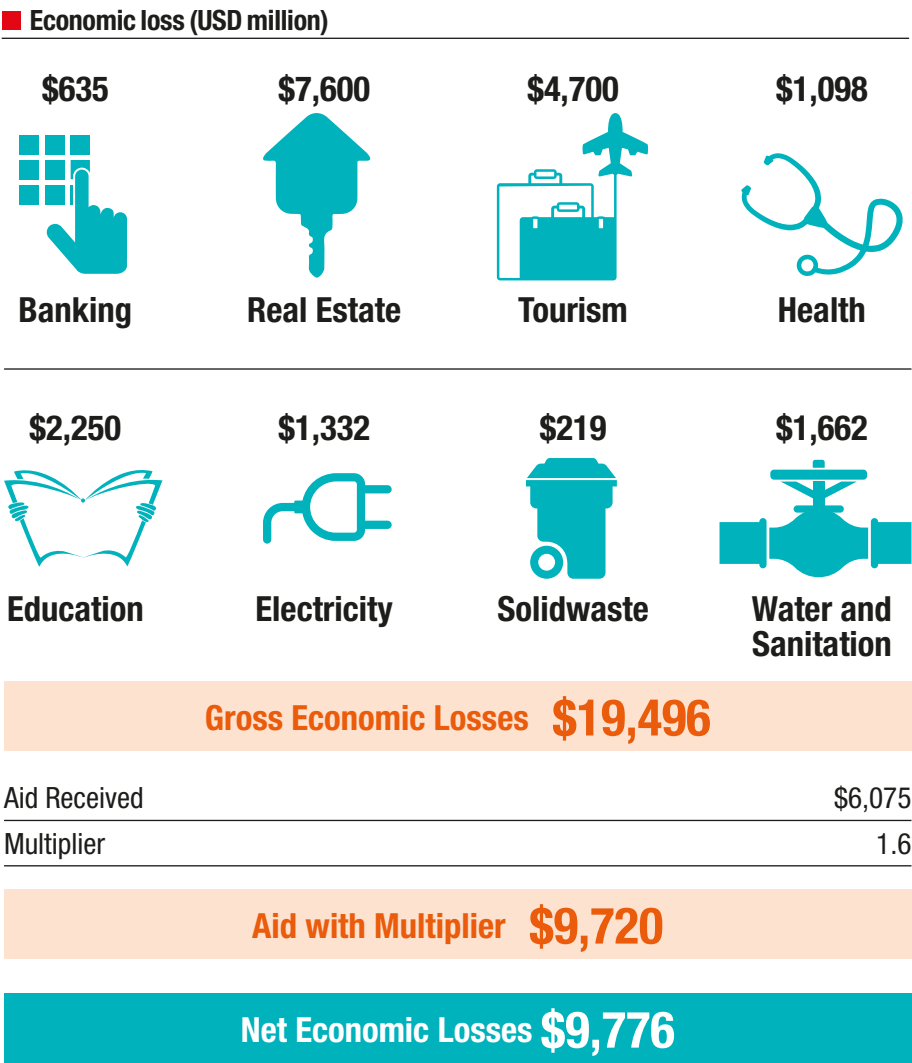 Economic loss (USD million)
$635 $7,600 $4,700 $1,098
Banking Real Estate Tourism Health
$2,250 $1,332 $219 $1,662
Education Electricity Solidwaste Water and
Sanitation
Gross Economic Losses $19,496
Aid Received $6,075
Multiplier 1.6
Aid with Multiplier $9,720
Net Economic Losses $9,776